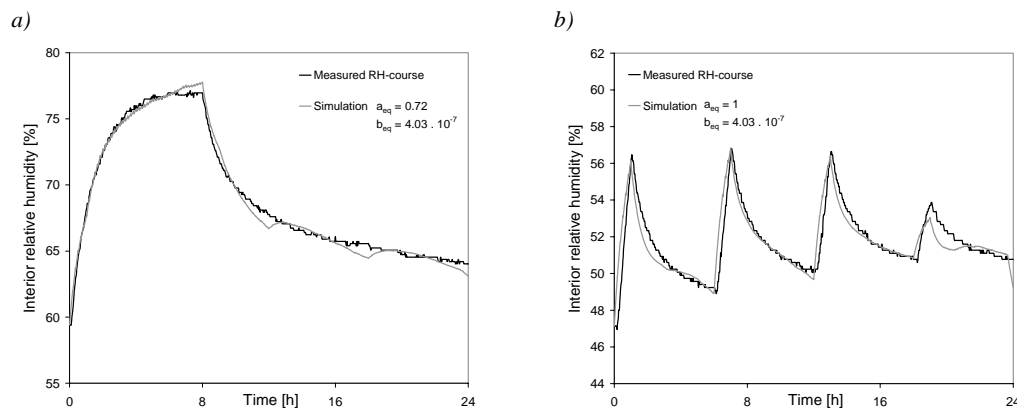 a)
80
75
70
65
60
55
Interior relative humidity [%]
Measured RH-course
Simulation a_eq = 0.72
b_eq = 4.03 . 10^-7
0 8 16 24
Time [h]
b)
62
60
58
56
54
52
50
48
46
44
Interior relative humidity [%]
Measured RH-course
Simulation a_eq = 1
b_eq = 4.03 . 10^-7
0 8 16 24
Time [h]